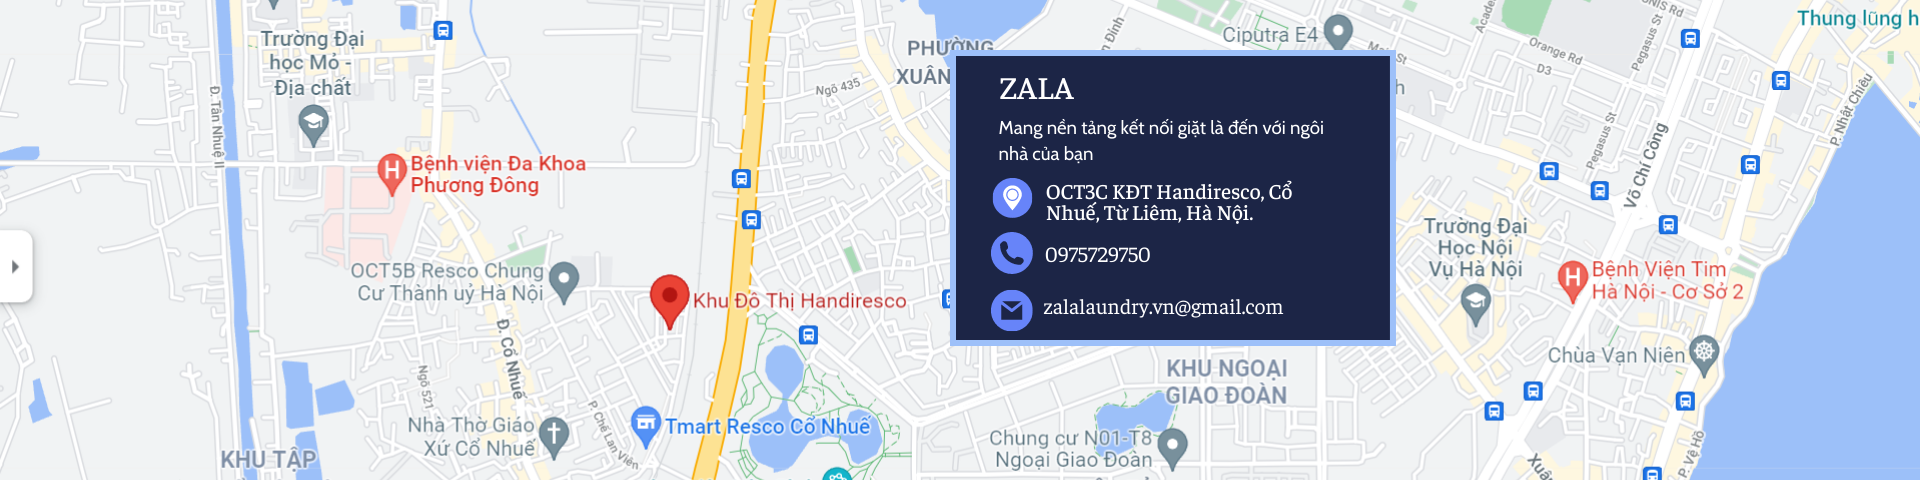 Trường Đại
học Mỏ -
Địa chất
Đ. Tân Nhuệ II
Bệnh viện Đa Khoa
Phương Đông
OCT5B Resco Chung
Cư Thành uỷ Hà Nội
Khu Đô Thị Handiresco
Đ. Cổ Nhuế
Ngõ 521
P. Chế Lan Viên
Nhà Thờ Giáo
Xứ Cổ Nhuế
Tmart Resco Cổ Nhuế
KHU TẬP
Ngõ 435
PHƯỜNG
XUÂN
Ciputra E4
ZALA
Mang nền tảng kết nối giặt là đến với ngôi
nhà của bạn
OCT3C KĐT Handiresco, Cổ
Nhuế, Từ Liêm, Hà Nội.
0975729750
zalalaundry.vn@gmail.com
KHU NGOẠI
GIAO ĐOÀN
Chung cư N01-T8
Ngoại Giao Đoàn
Orange Rd
D3
Pegasus St
Pegasus St
Võ Chí Công
P. Nhật Chiêu
Thung lũng h
Trường Đại
Học Nội
Vụ Hà Nội
Bệnh Viện Tim
Hà Nội - Cơ Sở 2
Chùa Vạn Niên
P. Vệ Hồ